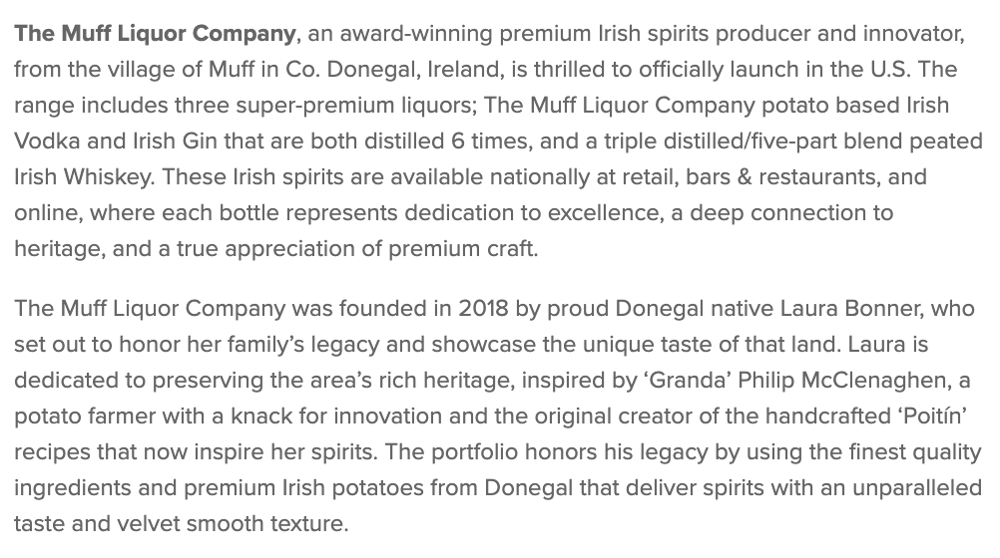 The Muff Liquor Company, an award-winning premium Irish spirits producer and innovator,
from the village of Muff in Co. Donegal, Ireland, is thrilled to officially launch in the U.S. The
range includes three super-premium liquors; The Muff Liquor Company potato based Irish
Vodka and Irish Gin that are both distilled 6 times, and a triple distilled/five-part blend peated
Irish Whiskey. These Irish spirits are available nationally at retail, bars & restaurants, and
online, where each bottle represents dedication to excellence, a deep connection to
heritage, and a true appreciation of premium craft.
The Muff Liquor Company was founded in 2018 by proud Donegal native Laura Bonner, who
set out to honor her family’s legacy and showcase the unique taste of that land. Laura is
dedicated to preserving the area’s rich heritage, inspired by ‘Granda’ Philip McClenaghen, a
potato farmer with a knack for innovation and the original creator of the handcrafted ‘Poitín’
recipes that now inspire her spirits. The portfolio honors his legacy by using the finest quality
ingredients and premium Irish potatoes from Donegal that deliver spirits with an unparalleled
taste and velvet smooth texture.